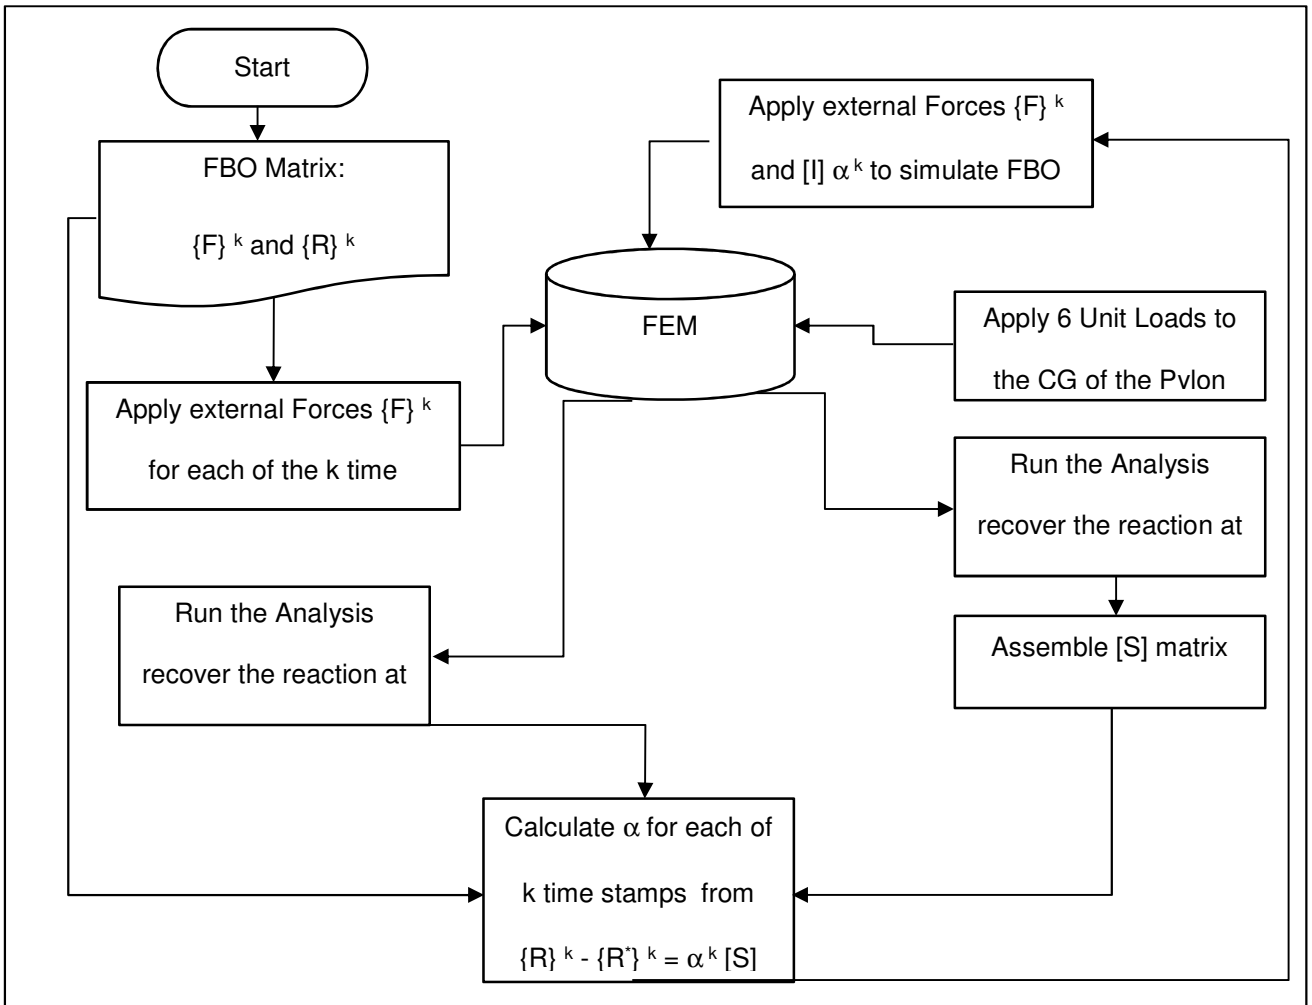 Start
FBO Matrix:
{F} ᵏ and {R} ᵏ
Apply external Forces {F} ᵏ
for each of the k time
Apply external Forces {F} ᵏ
and [I] α ᵏ to simulate FBO
FEM
Apply 6 Unit Loads to
the CG of the Pylon
Run the Analysis
recover the reaction at
Assemble [S] matrix
Run the Analysis
recover the reaction at
Calculate α for each of
k time stamps from
{R} ᵏ - {R*} ᵏ = α ᵏ [S]